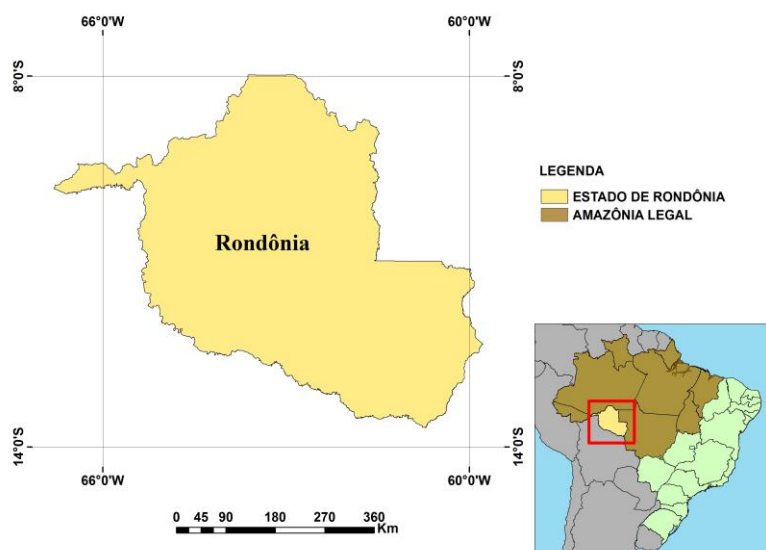 66°0'W
60°0'W
8°0'S
8°0'S
LEGENDA
ESTADO DE RONDÔNIA
AMAZÔNIA LEGAL
Rondônia
14°0'S
14°0'S
66°0'W
60°0'W
0 45 90 180 270 360
Km